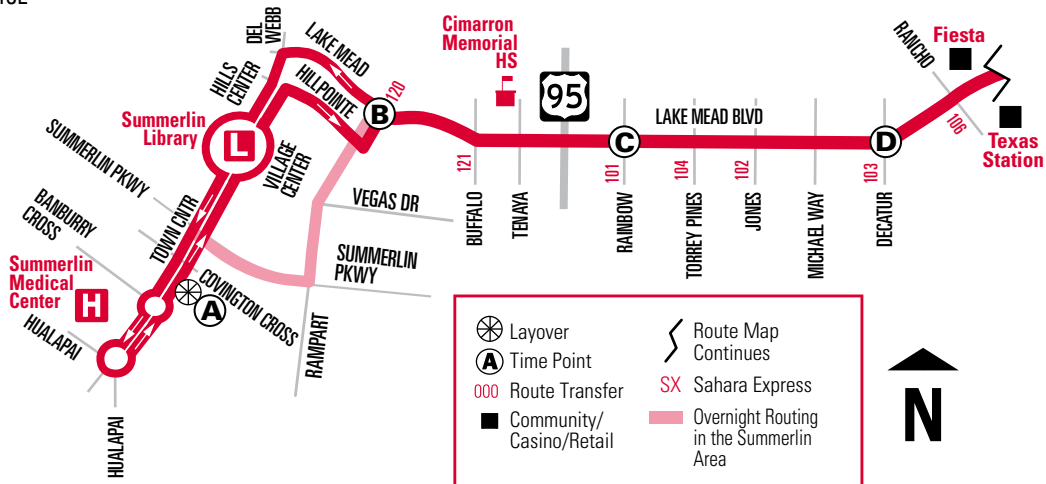 DEL
WEBB
LAKE MEAD
HILLS
CENTER
HILLPOINTE
120
B
Cimarron
Memorial
HS
95
LAKE MEAD BLVD
RANCHO
Fiesta
106
Texas
Station
Summerlin
Library
L
VILLAGE
CENTER
SUMMERLIN PKWY
BANBURRY
CROSS
TOWN CNTR
VEGAS DR
SUMMERLIN
PKWY
COVINGTON CROSS
RAMPART
A
Summerlin
Medical
Center
H
HUALAPAI
HUALAPAI
121
BUFFALO
TENAYA
C
101
RAINBOW
104
TORREY PINES
102
JONES
MICHAEL WAY
D
103
DECATUR
Layover
A Time Point
000 Route Transfer
Community/
Casino/Retail
Route Map
Continues
SX Sahara Express
Overnight Routing
in the Summerlin
Area
N